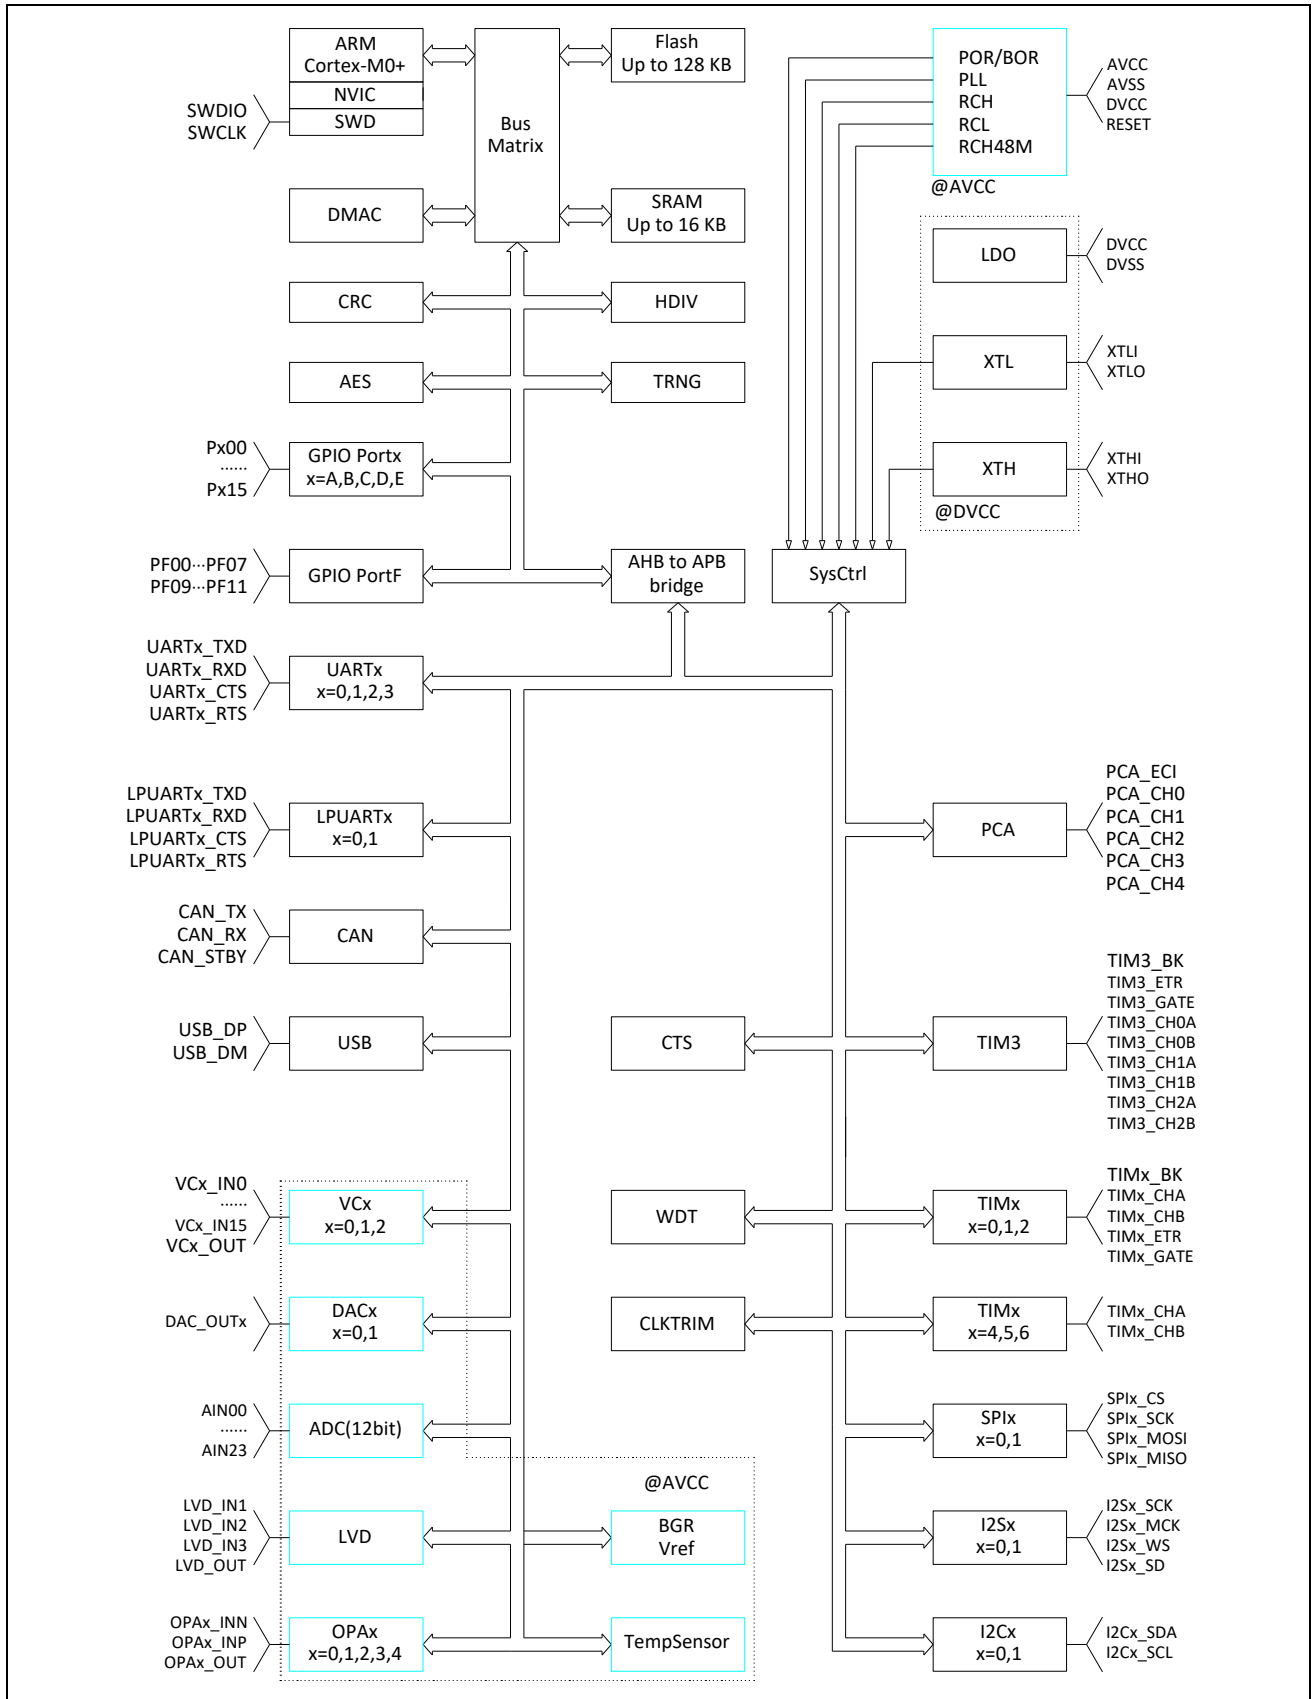 ARM
Cortex-M0+
NVIC
SWD
SWDIO
SWCLK
Bus
Matrix
Flash
Up to 128 KB
POR/BOR
PLL
RCH
RCL
RCH48M
@AVCC
AVCC
AVSS
DVCC
RESET
DMAC
SRAM
Up to 16 KB
LDO
DVCC
DVSS
CRC
HDIV
AES
TRNG
XTL
XTLI
XTLO
Px00
......
Px15
GPIO Portx
x=A,B,C,D,E
XTH
@DVCC
XTHI
XTHO
PF00···PF07
PF09···PF11
GPIO PortF
AHB to APB
bridge
SysCtrl
UARTx_TXD
UARTx_RXD
UARTx_CTS
UARTx_RTS
UARTx
x=0,1,2,3
LPUARTx_TXD
LPUARTx_RXD
LPUARTx_CTS
LPUARTx_RTS
LPUARTx
x=0,1
PCA
PCA_ECI
PCA_CH0
PCA_CH1
PCA_CH2
PCA_CH3
PCA_CH4
CAN_TX
CAN_RX
CAN_STBY
CAN
USB_DP
USB_DM
USB
CTS
TIM3
TIM3_BK
TIM3_ETR
TIM3_GATE
TIM3_CH0A
TIM3_CH0B
TIM3_CH1A
TIM3_CH1B
TIM3_CH2A
TIM3_CH2B
VCx_IN0
......
VCx_IN15
VCx_OUT
VCx
x=0,1,2
WDT
TIMx
x=0,1,2
TIMx_BK
TIMx_CHA
TIMx_CHB
TIMx_ETR
TIMx_GATE
DAC_OUTx
DACx
x=0,1
CLKTRIM
TIMx
x=4,5,6
TIMx_CHA
TIMx_CHB
AIN00
......
AIN23
ADC(12bit)
SPIx
x=0,1
SPIx_CS
SPIx_SCK
SPIx_MOSI
SPIx_MISO
@AVCC
LVD_IN1
LVD_IN2
LVD_IN3
LVD_OUT
LVD
BGR
Vref
I2Sx
x=0,1
I2Sx_SCK
I2Sx_MCK
I2Sx_WS
I2Sx_SD
OPAx_INN
OPAx_INP
OPAx_OUT
OPAx
x=0,1,2,3,4
TempSensor
I2Cx
x=0,1
I2Cx_SDA
I2Cx_SCL